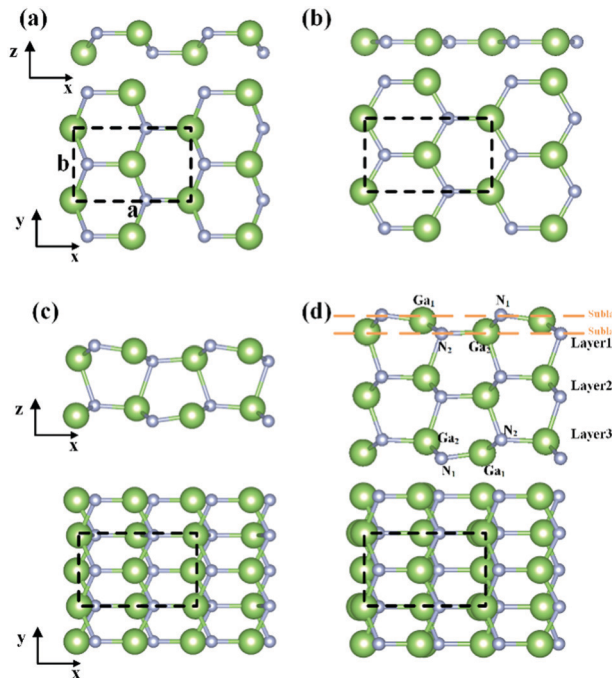 (a)
(b)
z
x
b
a
y
x
(c)
(d)
Ga₁
N₁
N₂
Ga₂
Layer1
Layer2
Ga₂
N₂
Layer3
N₁
Ga₁
z
x
y
x